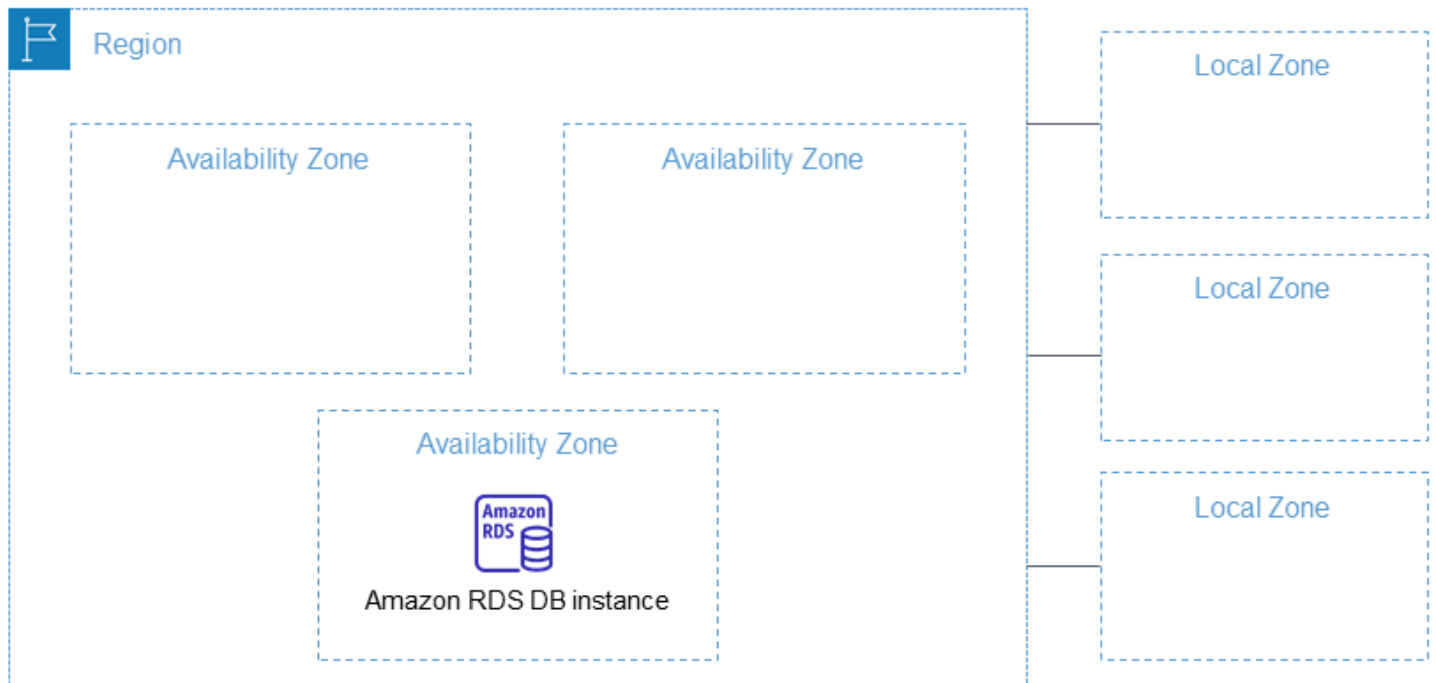 Region
Local Zone
Availability Zone
Availability Zone
Local Zone
Availability Zone
Local Zone
Amazon
RDS
Amazon RDS DB instance